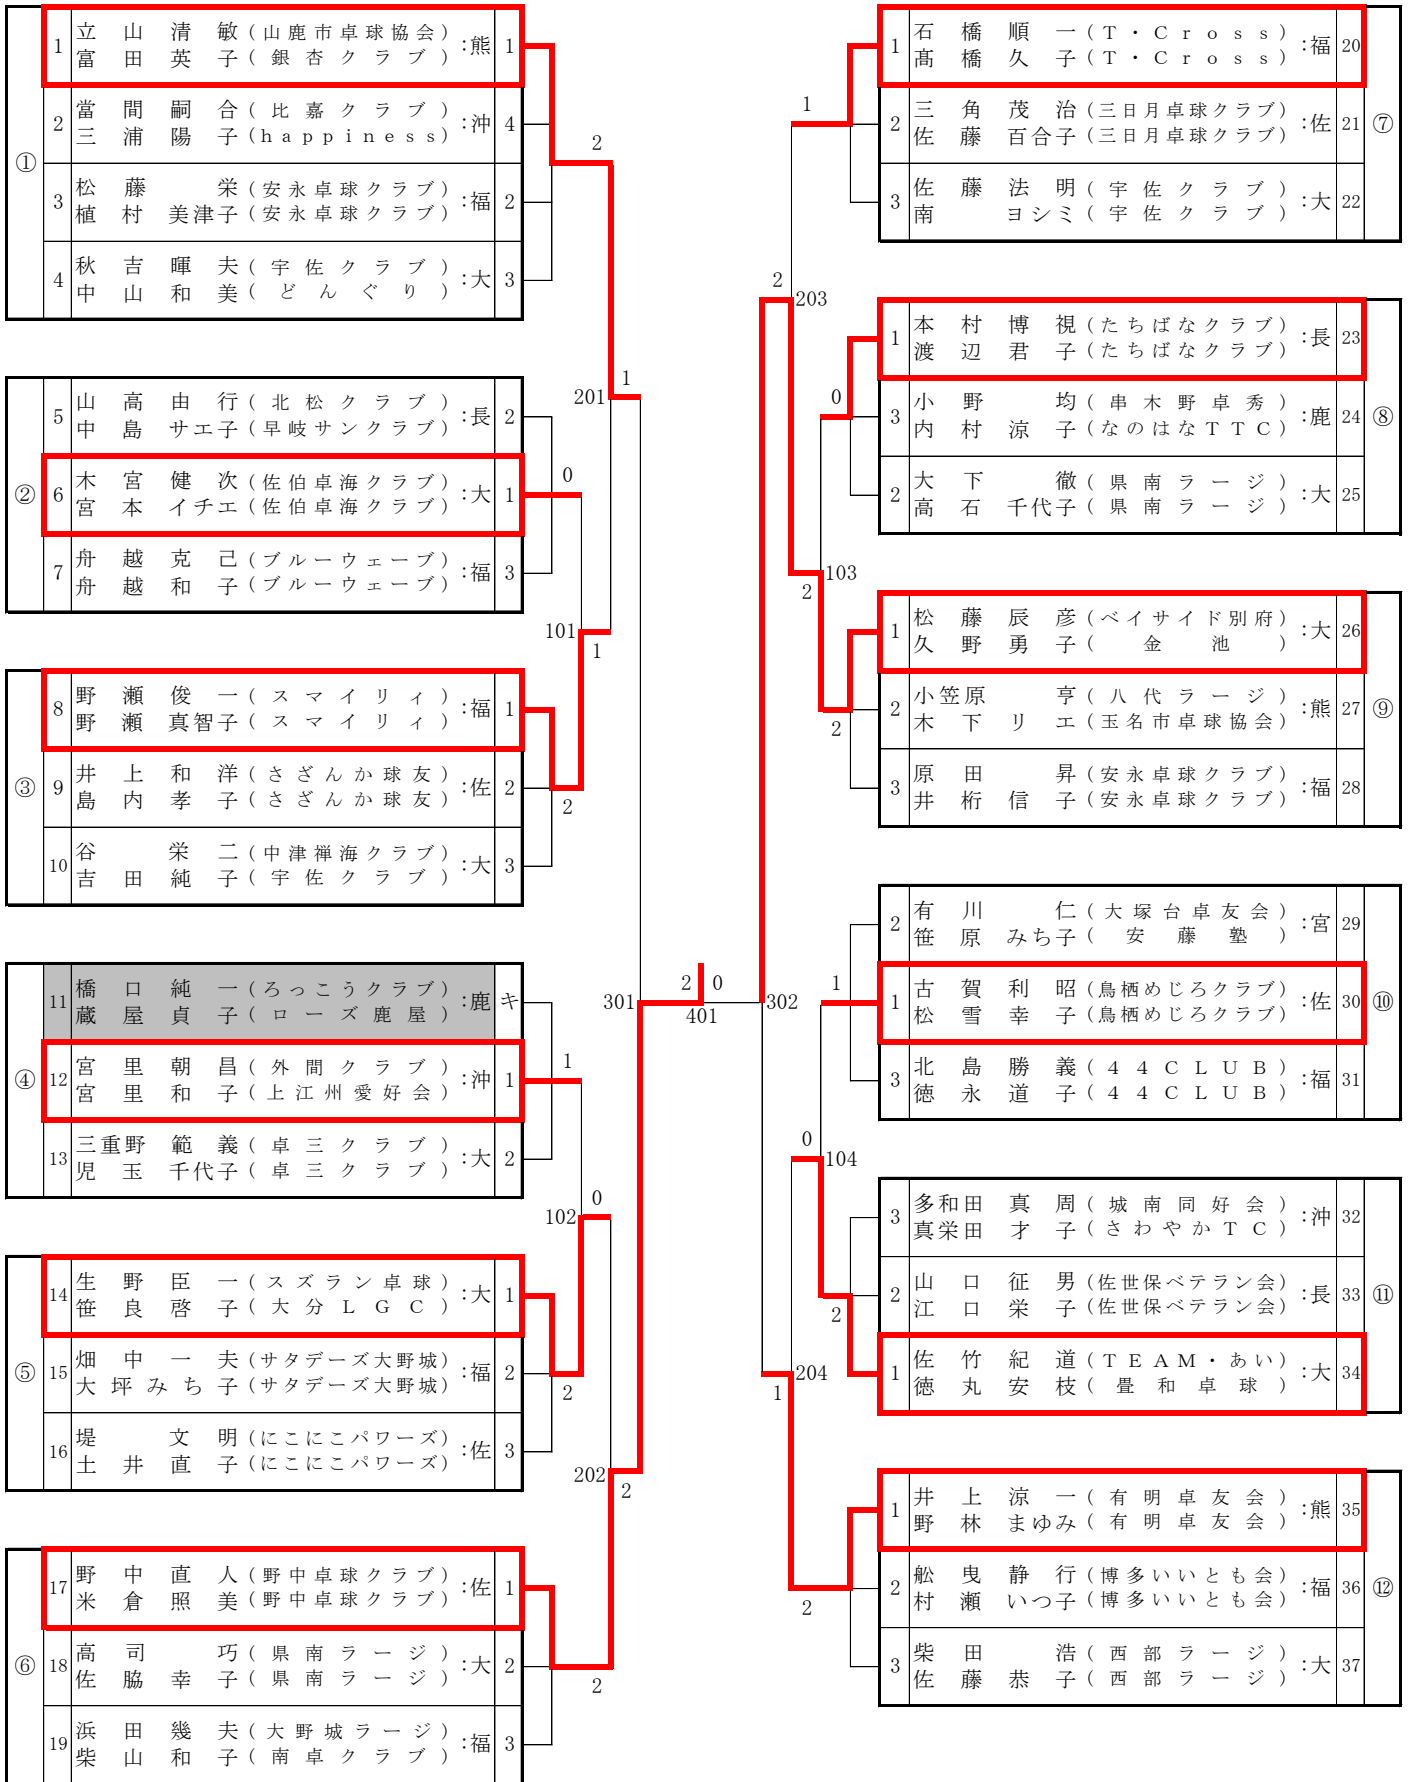 ①
1 立山 清敏 (山鹿市卓球協会) :熊 1
富田 英子 (銀杏クラブ)
2 當間 嗣合 (比嘉クラブ) :沖 4
三浦 陽子 (happiness)
3 松藤 栄 (安永卓球クラブ) :福 2
植村 美津子 (安永卓球クラブ)
4 秋吉 暉夫 (宇佐クラブ) :大 3
中山 和美 (どんぐり)
②
5 山高 由行 (北松クラブ) :長 2
中島 サエ子 (早岐サンクラブ)
6 木宮 健次 (佐伯卓海クラブ) :大 1
宮本 イチエ (佐伯卓海クラブ)
7 舟越 克己 (ブルーウェーブ) :福 3
舟越 和子 (ブルーウェーブ)
③
8 野瀬 俊一 (スマイリィ) :福 1
野瀬 真智子 (スマイリィ)
9 井上 和洋 (さざんか球友) :佐 2
島内 孝子 (さざんか球友)
10 谷 栄二 (中津禅海クラブ) :大 3
吉田 純子 (宇佐クラブ)
④
11 橋口 純一 (ろっこうクラブ) :鹿 キ
蔵屋 貞子 (ローズ鹿屋)
12 宮里 朝昌 (外間クラブ) :沖 1
宮里 和子 (上江州愛好会)
13 三重野 範義 (卓三クラブ) :大 2
児玉 千代子 (卓三クラブ)
⑤
14 生野 臣一 (スズラン卓球) :大 1
笹良 啓子 (大分LGC)
15 畑中 一夫 (サタデーズ大野城) :福 2
大坪 みち子 (サタデーズ大野城)
16 堤 文明 (にこにこパワーズ) :佐 3
土井 直子 (にこにこパワーズ)
⑥
17 野中 直人 (野中卓球クラブ) :佐 1
米倉 照美 (野中卓球クラブ)
18 高司 巧 (県南ラージ) :大 2
佐脇 幸子 (県南ラージ)
19 浜田 幾夫 (大野城ラージ) :福 3
柴山 和子 (南卓クラブ)
2
1
201
0
101
1
2
2 0
301
401
302
1
0
102
2
202
2
2
1
2
203
0
103
2
2
1
0
104
2
204
1
2
⑦
1 石橋 順一 (T・Cross) :福 20
髙橋 久子 (T・Cross)
2 三角 茂治 (三日月卓球クラブ) :佐 21
佐藤 百合子 (三日月卓球クラブ)
3 佐藤 法明 (宇佐クラブ) :大 22
南 ヨシミ (宇佐クラブ)
⑧
1 本村 博視 (たちばなクラブ) :長 23
渡辺 君子 (たちばなクラブ)
3 小野 均 (串木野卓秀) :鹿 24
内村 涼子 (なのはなTTC)
2 大下 徹 (県南ラージ) :大 25
高石 千代子 (県南ラージ)
⑨
1 松藤 辰彦 (ベイサイド別府) :大 26
久野 勇子 (金池)
2 小笠原 亨 (八代ラージ) :熊 27
木下 リエ (玉名市卓球協会)
3 原田 昇 (安永卓球クラブ) :福 28
井桁 信子 (安永卓球クラブ)
⑩
2 有川 仁 (大塚台卓友会) :宮 29
笹原 みち子 (安藤塾)
1 古賀 利昭 (鳥栖めじろクラブ) :佐 30
松雪 幸子 (鳥栖めじろクラブ)
3 北島 勝義 (44CLUB) :福 31
徳永 道子 (44CLUB)
⑪
3 多和田 真周 (城南同好会) :沖 32
真栄田 才子 (さわやかTC)
2 山口 征男 (佐世保ベテラン会) :長 33
江口 栄子 (佐世保ベテラン会)
1 佐竹 紀道 (TEAM・あい) :大 34
徳丸 安枝 (畳和卓球)
⑫
1 井上 涼一 (有明卓友会) :熊 35
野林 まゆみ (有明卓友会)
2 舩曳 静行 (博多いいとも会) :福 36
村瀬 いつ子 (博多いいとも会)
3 柴田 浩 (西部ラージ) :大 37
佐藤 恭子 (西部ラージ)